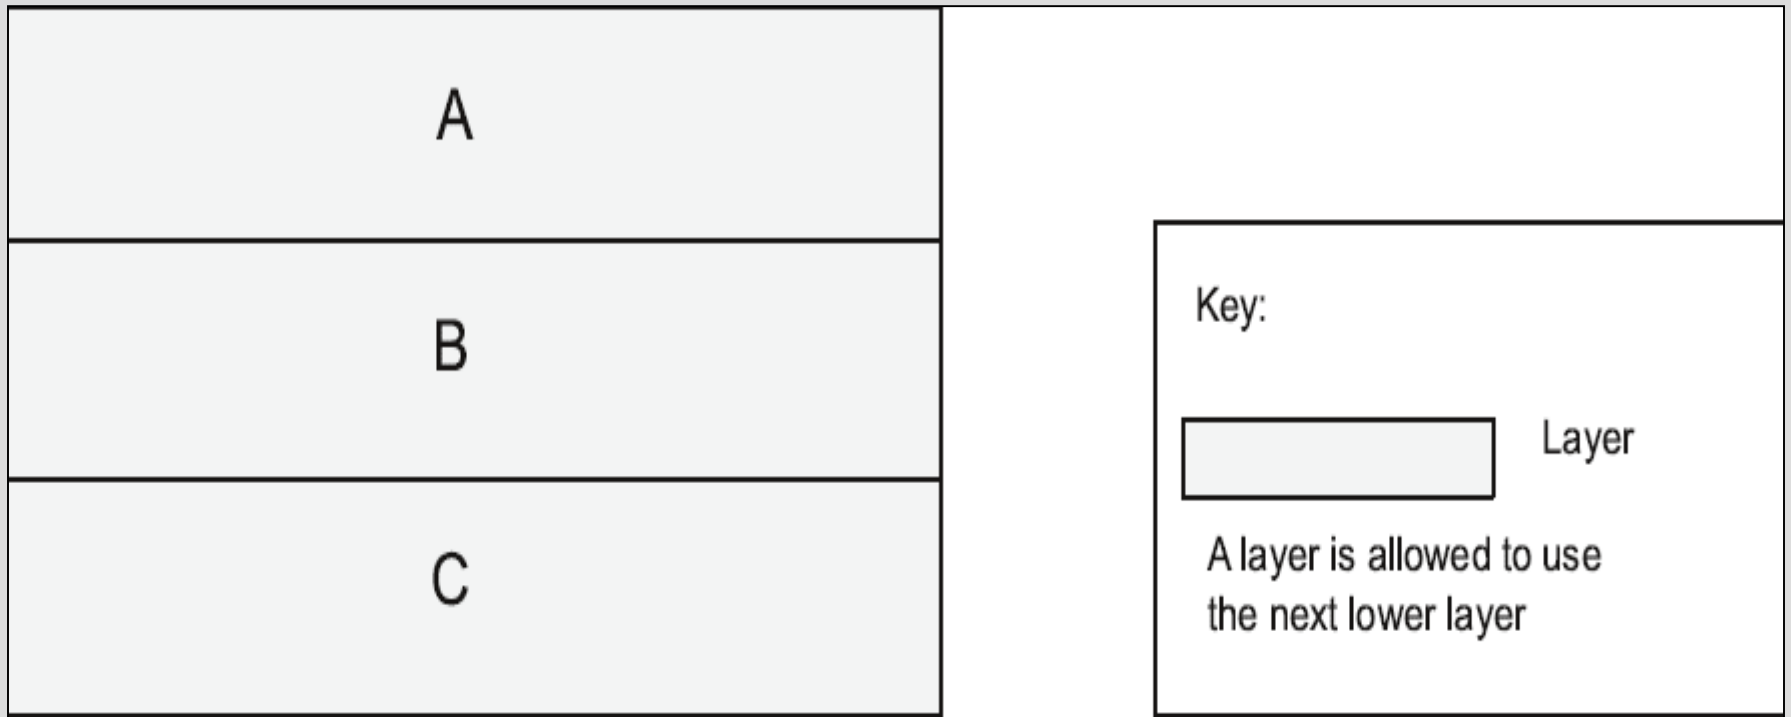 A
B
C
Key:
Layer
A layer is allowed to use
the next lower layer